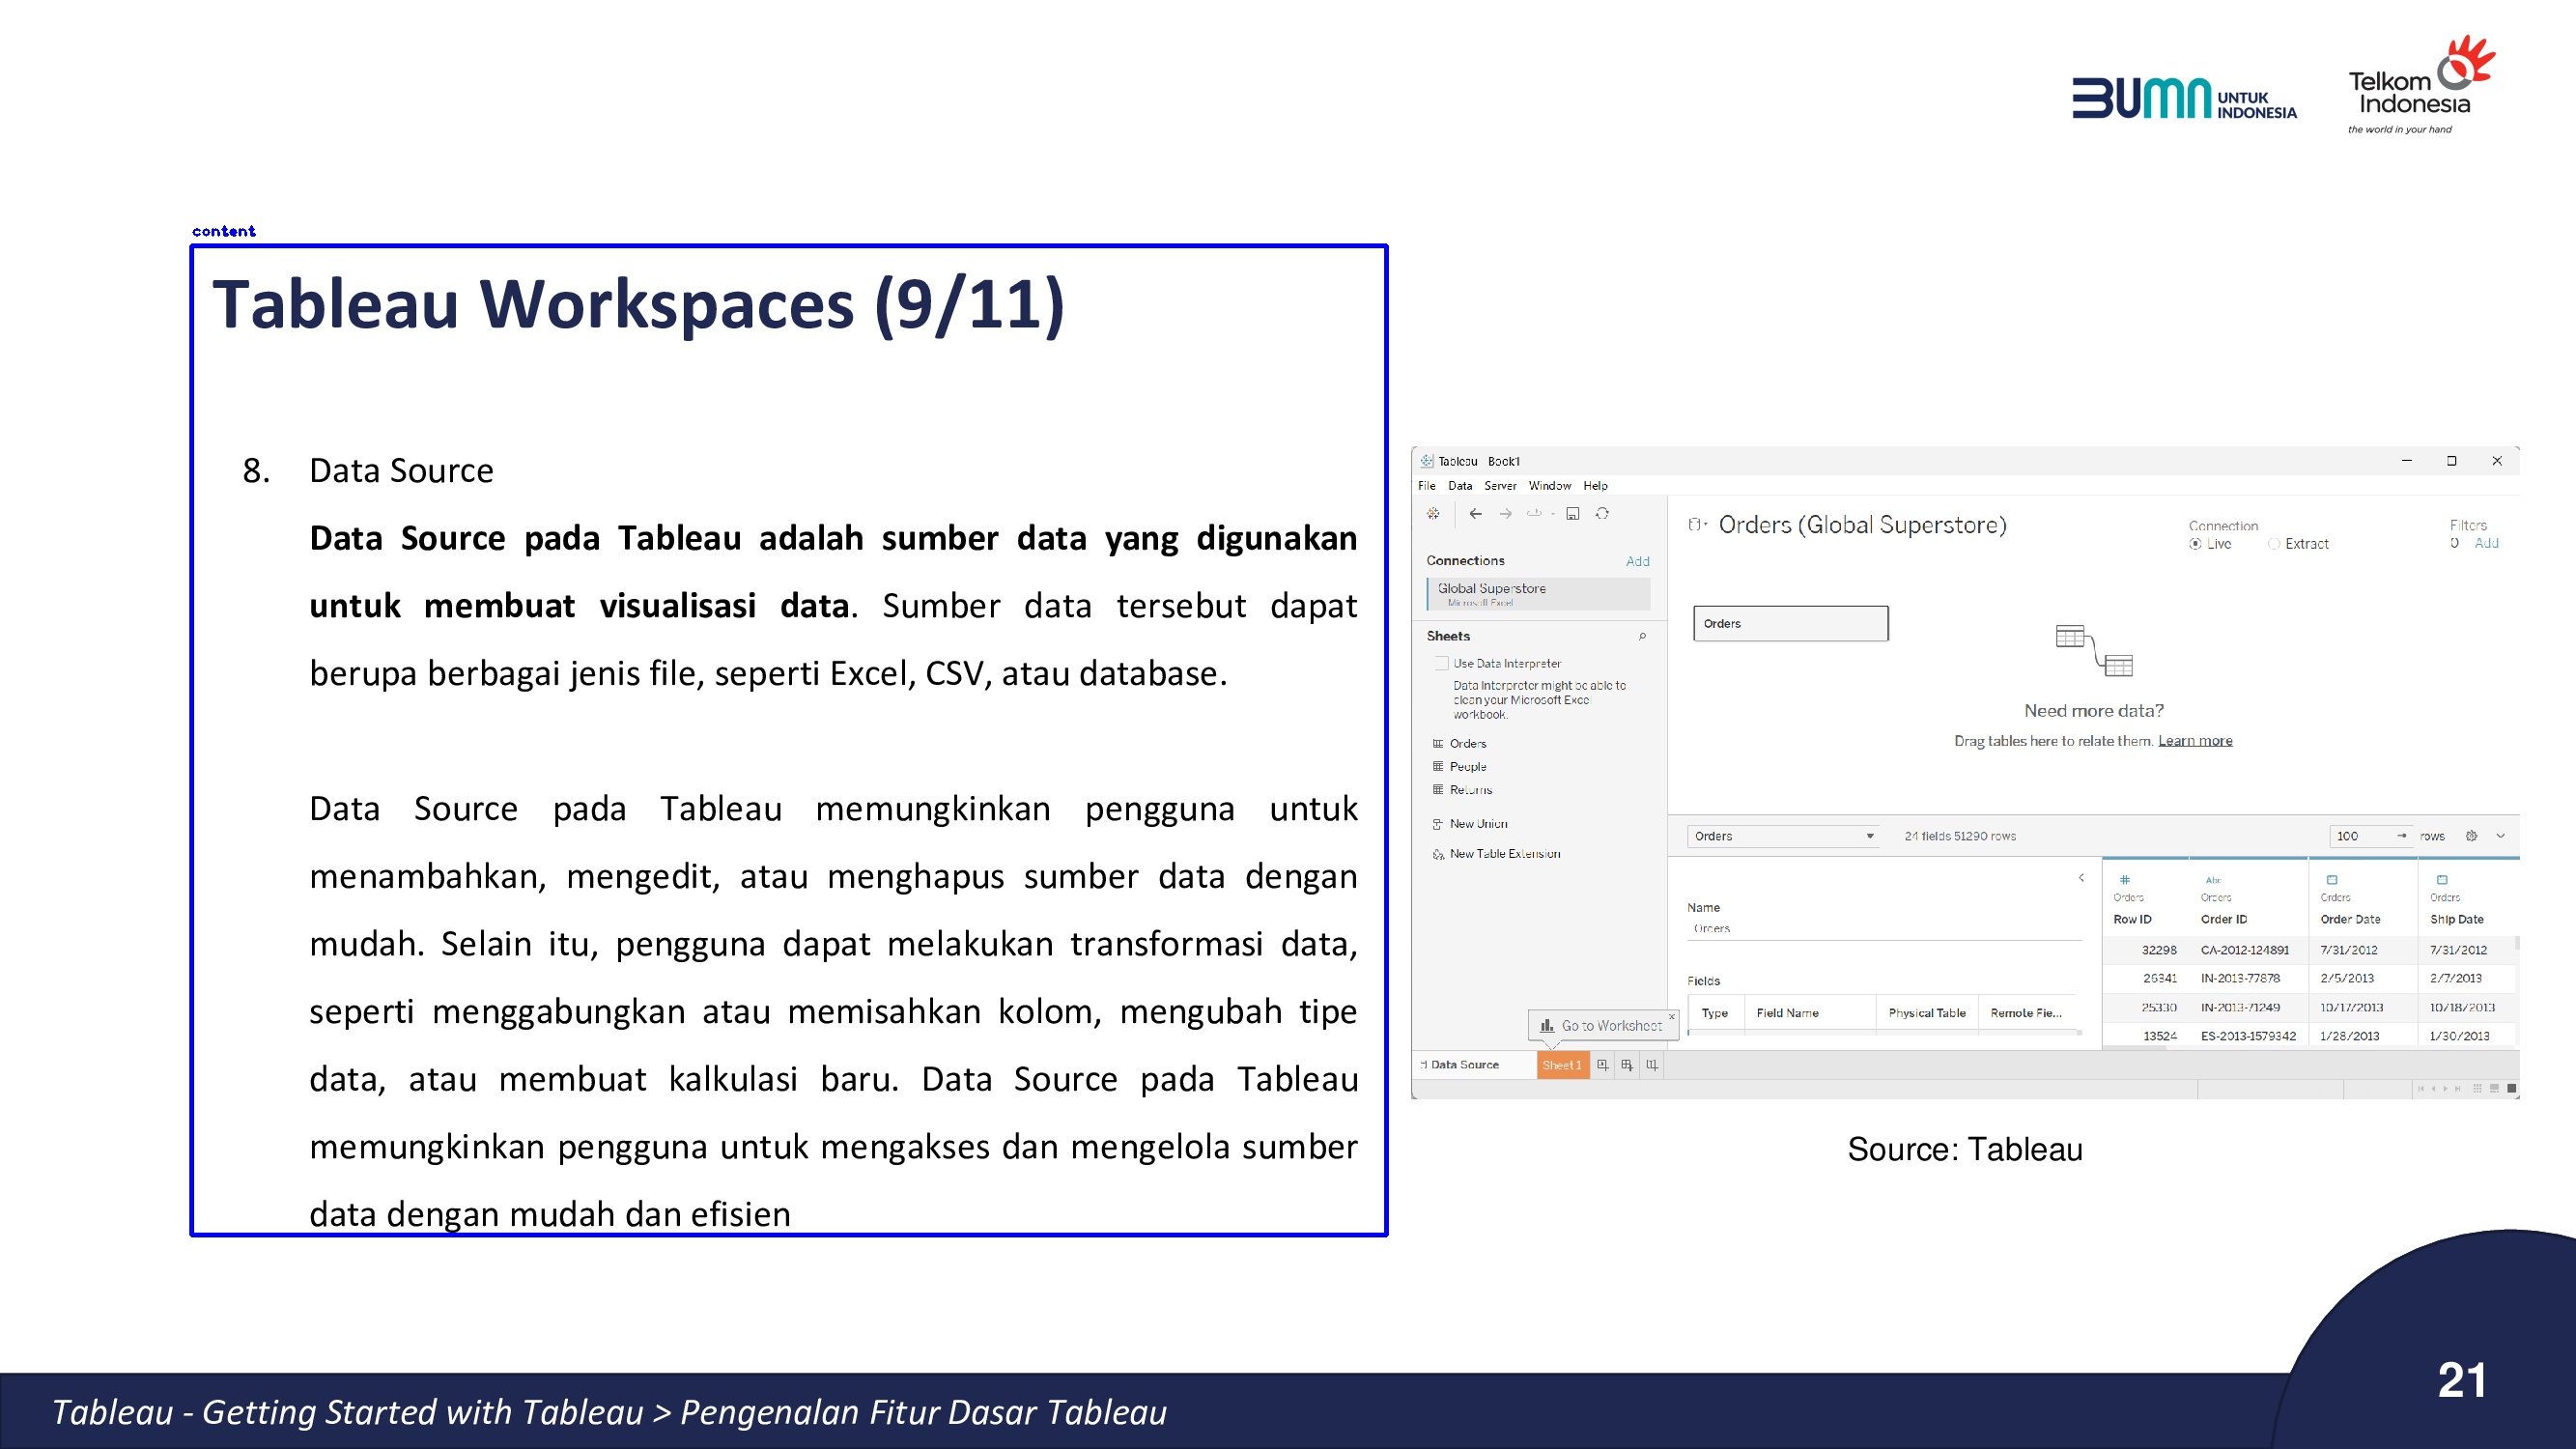 BUMN UNTUK INDONESIA
Telkom Indonesia
the world in your hand
content
Tableau Workspaces (9/11)
8. Data Source
Data Source pada Tableau adalah sumber data yang digunakan
untuk membuat visualisasi data. Sumber data tersebut dapat
berupa berbagai jenis file, seperti Excel, CSV, atau database.
Data Source pada Tableau memungkinkan pengguna untuk
menambahkan, mengedit, atau menghapus sumber data dengan
mudah. Selain itu, pengguna dapat melakukan transformasi data,
seperti menggabungkan atau memisahkan kolom, mengubah tipe
data, atau membuat kalkulasi baru. Data Source pada Tableau
memungkinkan pengguna untuk mengakses dan mengelola sumber
data dengan mudah dan efisien
Tableau Book1
File Data Server Window Help
Connections Add
Global Superstore
Microsoft Excel
Sheets
Use Data Interpreter
Data Interpreter might be able to
clean your Microsoft Excel
workbook.
Orders
People
Returns
New Union
New Table Extension
Orders (Global Superstore)
Connection
Live Extract
Filters
0 Add
Orders
Need more data?
Drag tables here to relate them. Learn more
Orders 24 fields 51290 rows 100 rows
Name
Orders
Fields
Type Field Name Physical Table Remote Fie...
# Abc
Orders Orders Orders Orders
Row ID Order ID Order Date Ship Date
32298 CA-2012-124891 7/31/2012 7/31/2012
26341 IN-2013-77878 2/5/2013 2/7/2013
25330 IN-2013-71249 10/17/2013 10/18/2013
13524 ES-2013-1579342 1/28/2013 1/30/2013
Go to Worksheet
Data Source Sheet 1
Source: Tableau
Tableau - Getting Started with Tableau > Pengenalan Fitur Dasar Tableau
21